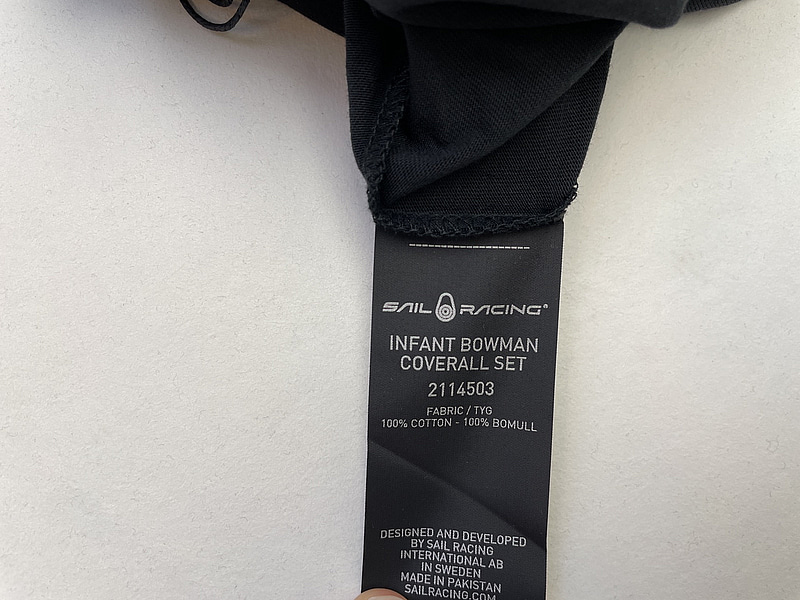 SAIL RACING®
INFANT BOWMAN
COVERALL SET
2114503
FABRIC / TYG
100% COTTON - 100% BOMULL
DESIGNED AND DEVELOPED
BY SAIL RACING
INTERNATIONAL AB
IN SWEDEN
MADE IN PAKISTAN
SAILRACING.COM